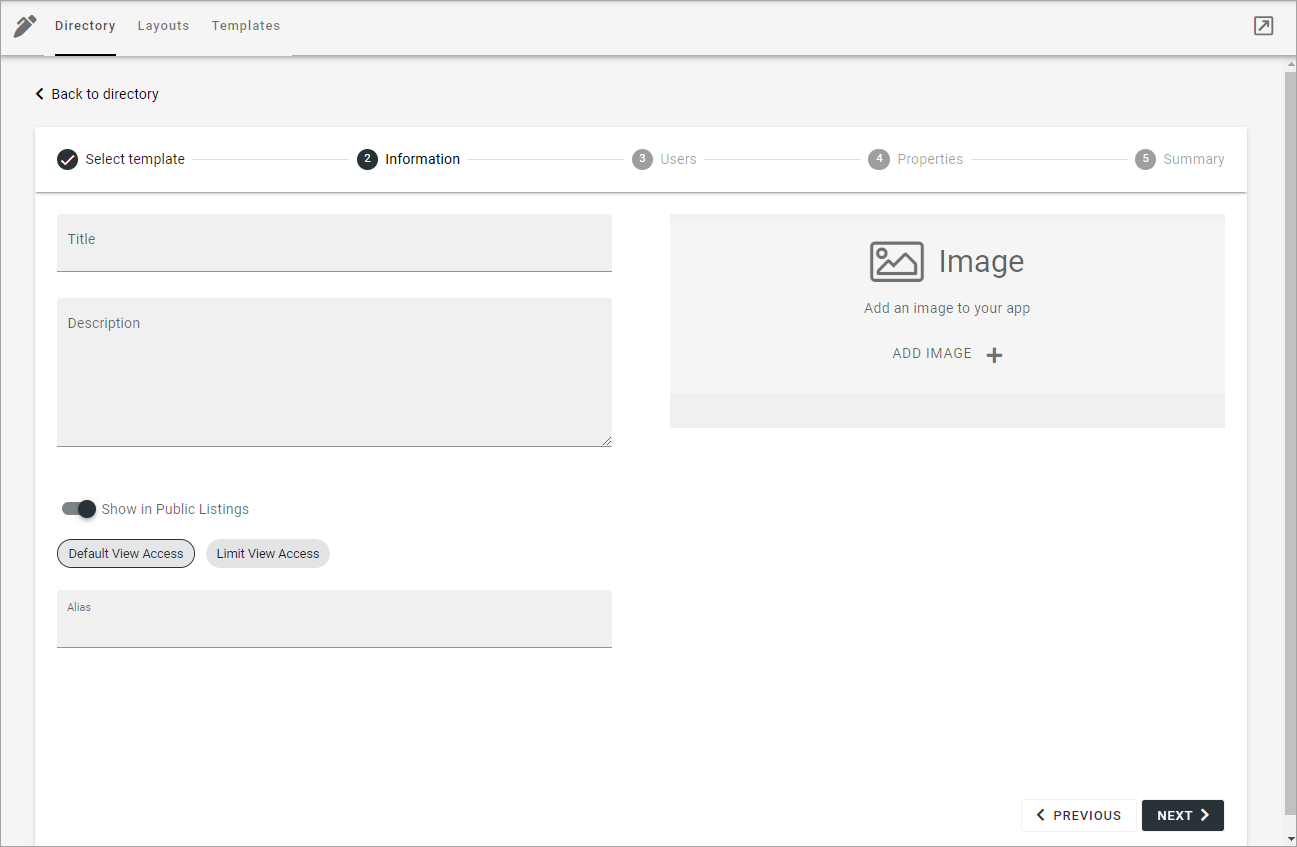 Directory Layouts Templates
Back to directory
Select template 2 Information 3 Users 4 Properties 5 Summary
Title
Image
Add an image to your app
ADD IMAGE
Description
Show in Public Listings
Default View Access Limit View Access
Alias
PREVIOUS NEXT